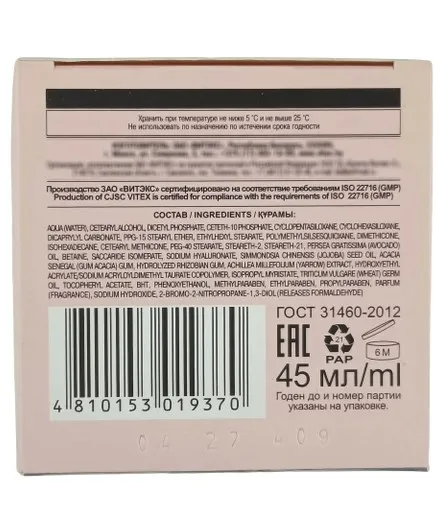 Хранить при температуре не ниже 5 °C и не выше 25 °C
Не использовать по назначению по истечении срока годности
Производство ЗАО «ВИТЭКС» сертифицировано на соответствие требованиям ISO 22716 (GMP)
Production of CJSC VITEX is certified for compliance with the requirements of ISO 22716 (GMP)
СОСТАВ / INGREDIENTS / ҚҰРАМЫ:
AQUA (WATER), CETEARYL ALCOHOL, DICETYL PHOSPHATE, CETETH-10 PHOSPHATE, CYCLOPENTASILOXANE, CYCLOHEXASILOXANE,
DICAPRYLYL CARBONATE, PPG-15 STEARYL ETHER, ETHYLHEXYL STEARATE, POLYMETHYLSILSESQUIOXANE, DIMETHICONE,
ISOHEXADECANE, CETEARYL METHICONE, PEG-40 STEARATE, STEARETH-2, STEARETH-21, PERSEA GRATISSIMA (AVOCADO)
OIL, BETAINE, SACCARIDE ISOMERATE, SODIUM HYALURONATE, SIMMONDSIA CHINENSIS (JOJOBA) SEED OIL, ACACIA
SENEGAL (GUM ACACIA) GUM, HYDROLYZED RHIZOBIAN GUM, ACHILLEA MILLEFOLIUM (YARROW) EXTRACT, HYDROXYETHYL
ACRYLATE/SODIUM ACRYLOYLDIMETHYL TAURATE COPOLYMER, ISOPROPYL MYRISTATE, TRITICUM VULGARE (WHEAT) GERM
OIL, TOCOPHERYL ACETATE, BHT, PHENOXYETHANOL, METHYLPARABEN, ETHYLPARABEN, PROPYLPARABEN, PARFUM
(FRAGRANCE), SODIUM HYDROXIDE, 2-BROMO-2-NITROPROPANE-1,3-DIOL (RELEASES FORMALDEHYDE)
ГОСТ 31460-2012
EAC
21
PAP
6 M
45 мл/ml
Годен до и номер партии
указаны на упаковке.
4 810153 019370
04 27 409